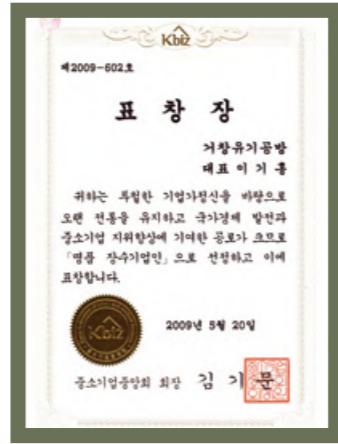 Kbiz
제2009-602호
표 창 장
거창유기공방
대표 이 기 홍
귀하는 투철한 기업가정신을 바탕으로
오랜 전통을 유지하고 국가경제 발전과
중소기업 지위향상에 기여한 공로가 크므로
「명품 장수기업인」으로 선정하고 이에
표창합니다.
Kbiz
2009년 5월 20일
중소기업중앙회 회장 김 기 문